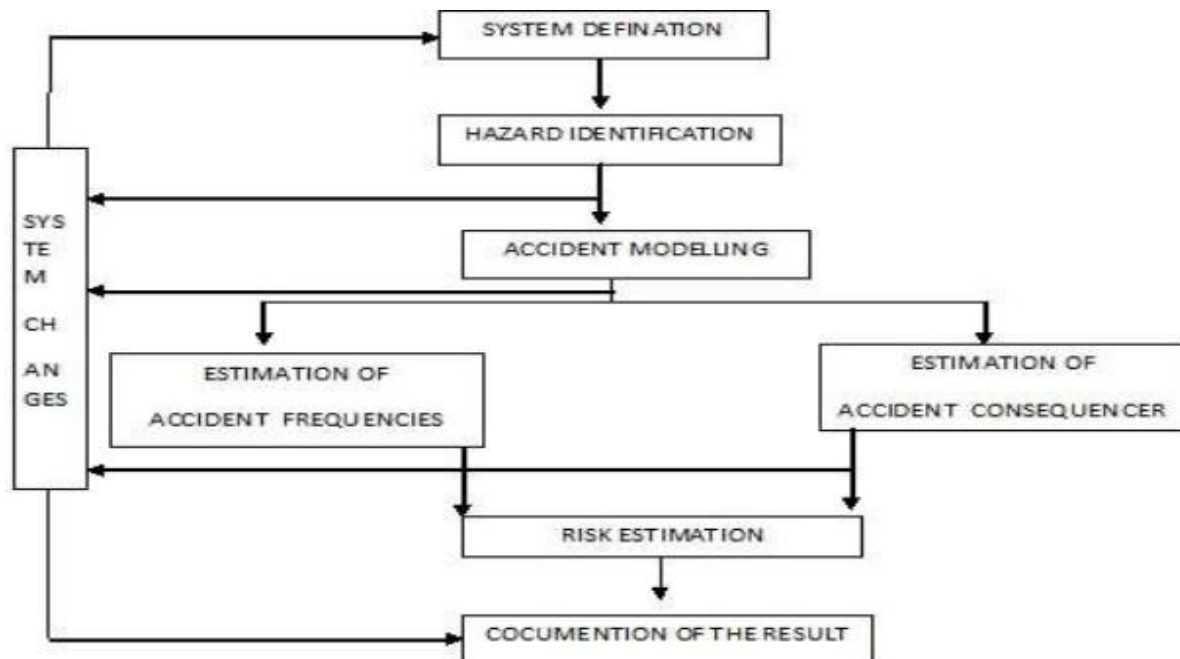 SYSTEM DEFINATION
HAZARD IDENTIFICATION
SYS
TE
M
CH
AN
GES
ACCIDENT MODELLING
ESTIMATION OF
ACCIDENT FREQUENCIES
ESTIMATION OF
ACCIDENT CONSEQUENCER
RISK ESTIMATION
COCUMENTION OF THE RESULT